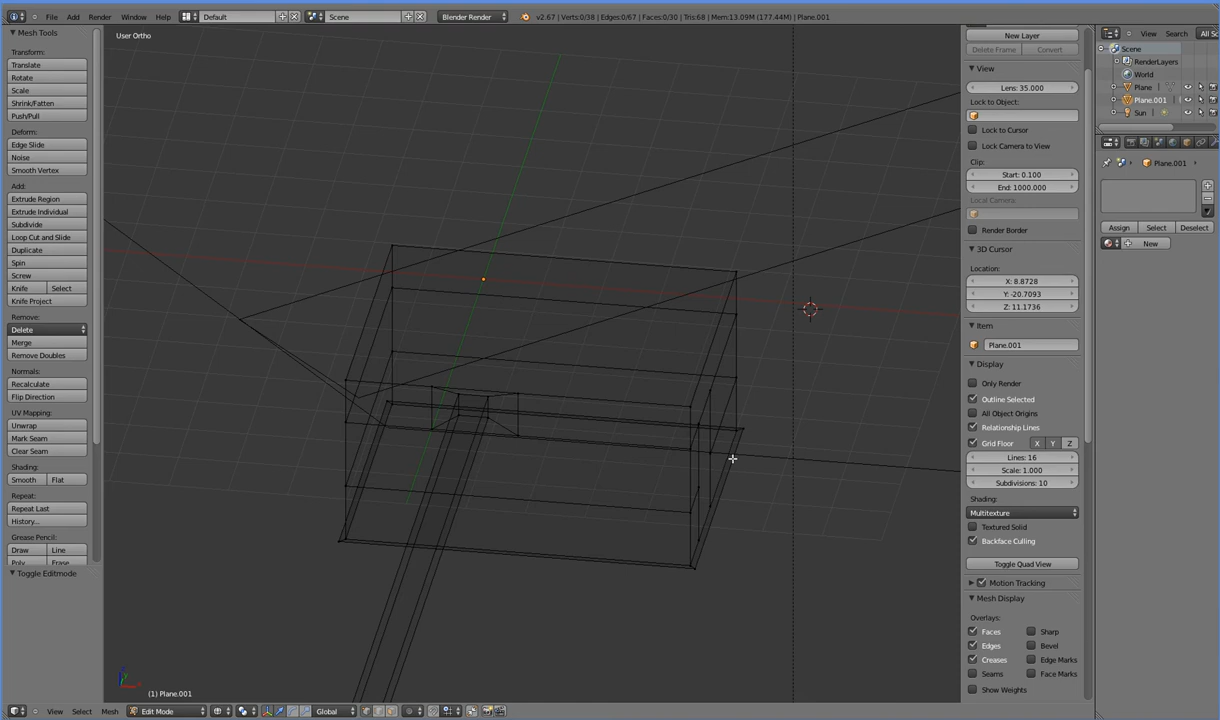 File Add Render Window Help Default Scene Blender Render v2.67 | Verts:0/38 | Edges:0/67 | Faces:0/30 | Tris:68 | Mem:13.09M (177.44M) | Plane.001
Mesh Tools
Transform:
Translate
Rotate
Scale
Shrink/Fatten
Push/Pull
Deform:
Edge Slide
Noise
Smooth Vertex
Add:
Extrude Region
Extrude Individual
Subdivide
Loop Cut and Slide
Duplicate
Spin
Screw
Knife Select
Knife Project
Remove:
Delete
Merge
Remove Doubles
Normals:
Recalculate
Flip Direction
UV Mapping:
Unwrap
Mark Seam
Clear Seam
Shading:
Smooth Flat
Repeat:
Repeat Last
History...
Grease Pencil:
Draw Line
Poly Erase
Toggle Editmode
User Ortho
(1) Plane.001
View Select Mesh Edit Mode Global
New Layer
Delete Frame Convert
View
Lens: 35.000
Lock to Object:
Lock to Cursor
Lock Camera to View
Clip:
Start: 0.100
End: 1000.000
Local Camera:
Render Border
3D Cursor
Location:
X: 8.8728
Y: -20.7093
Z: 11.1736
Item
Plane.001
Display
Only Render
Outline Selected
All Object Origins
Relationship Lines
Grid Floor X Y Z
Lines: 16
Scale: 1.000
Subdivisions: 10
Shading:
Multitexture
Textured Solid
Backface Culling
Toggle Quad View
Motion Tracking
Mesh Display
Overlays:
Faces Sharp
Edges Bevel
Creases Edge Marks
Seams Face Marks
Show Weights
View Search All Sc
Scene
RenderLayers
World
Plane
Plane.001
Sun
Plane.001
Assign Select Deselect
New